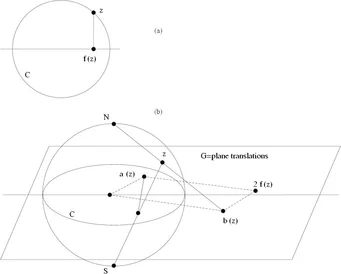 z
(a)
f (z)
C
(b)
N
z
G=plane translations
a (z)
2 f(z)
C
b (z)
S